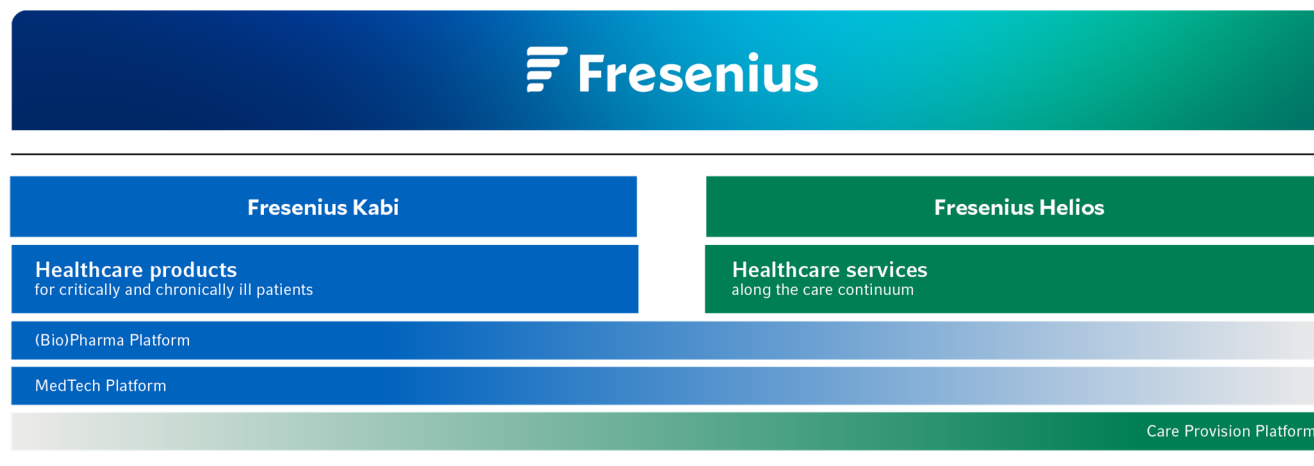 Fresenius
Fresenius Kabi
Fresenius Helios
Healthcare products
for critically and chronically ill patients
Healthcare services
along the care continuum
(Bio)Pharma Platform
MedTech Platform
Care Provision Platform